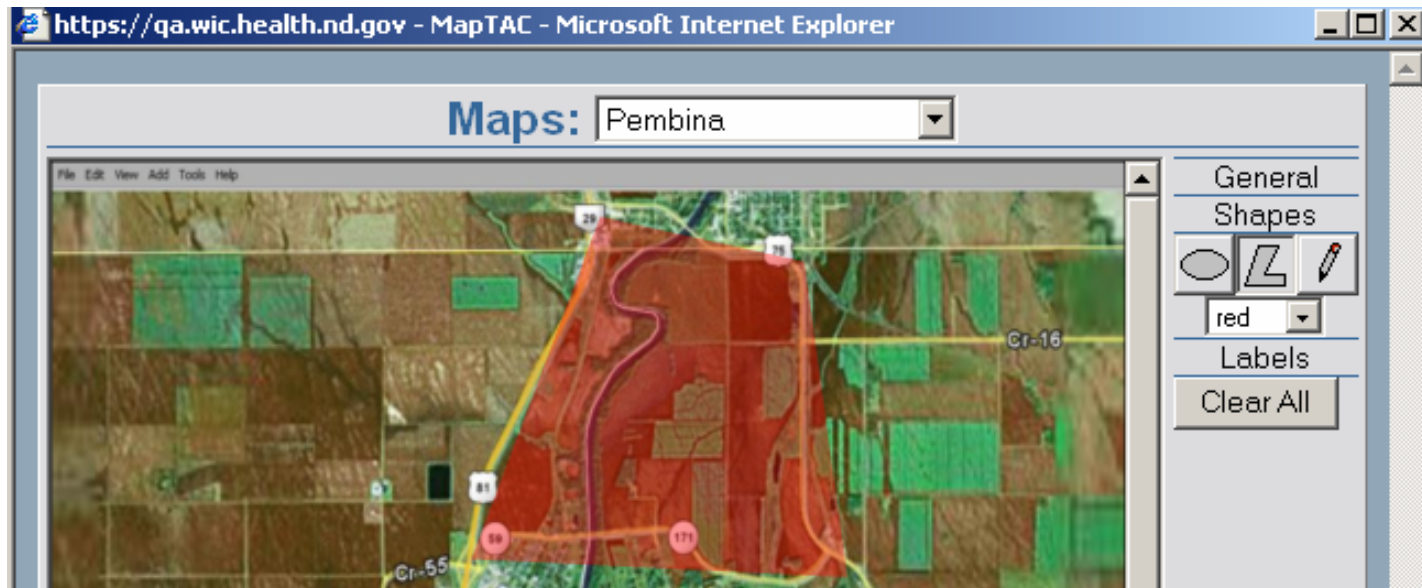 https://qa.wic.health.nd.gov - MapTAC - Microsoft Internet Explorer
Maps: Pembina
File Edit View Add Tools Help
General
Shapes
red
Labels
Clear All
29
75
Cr-16
81
59
171
Cr-55